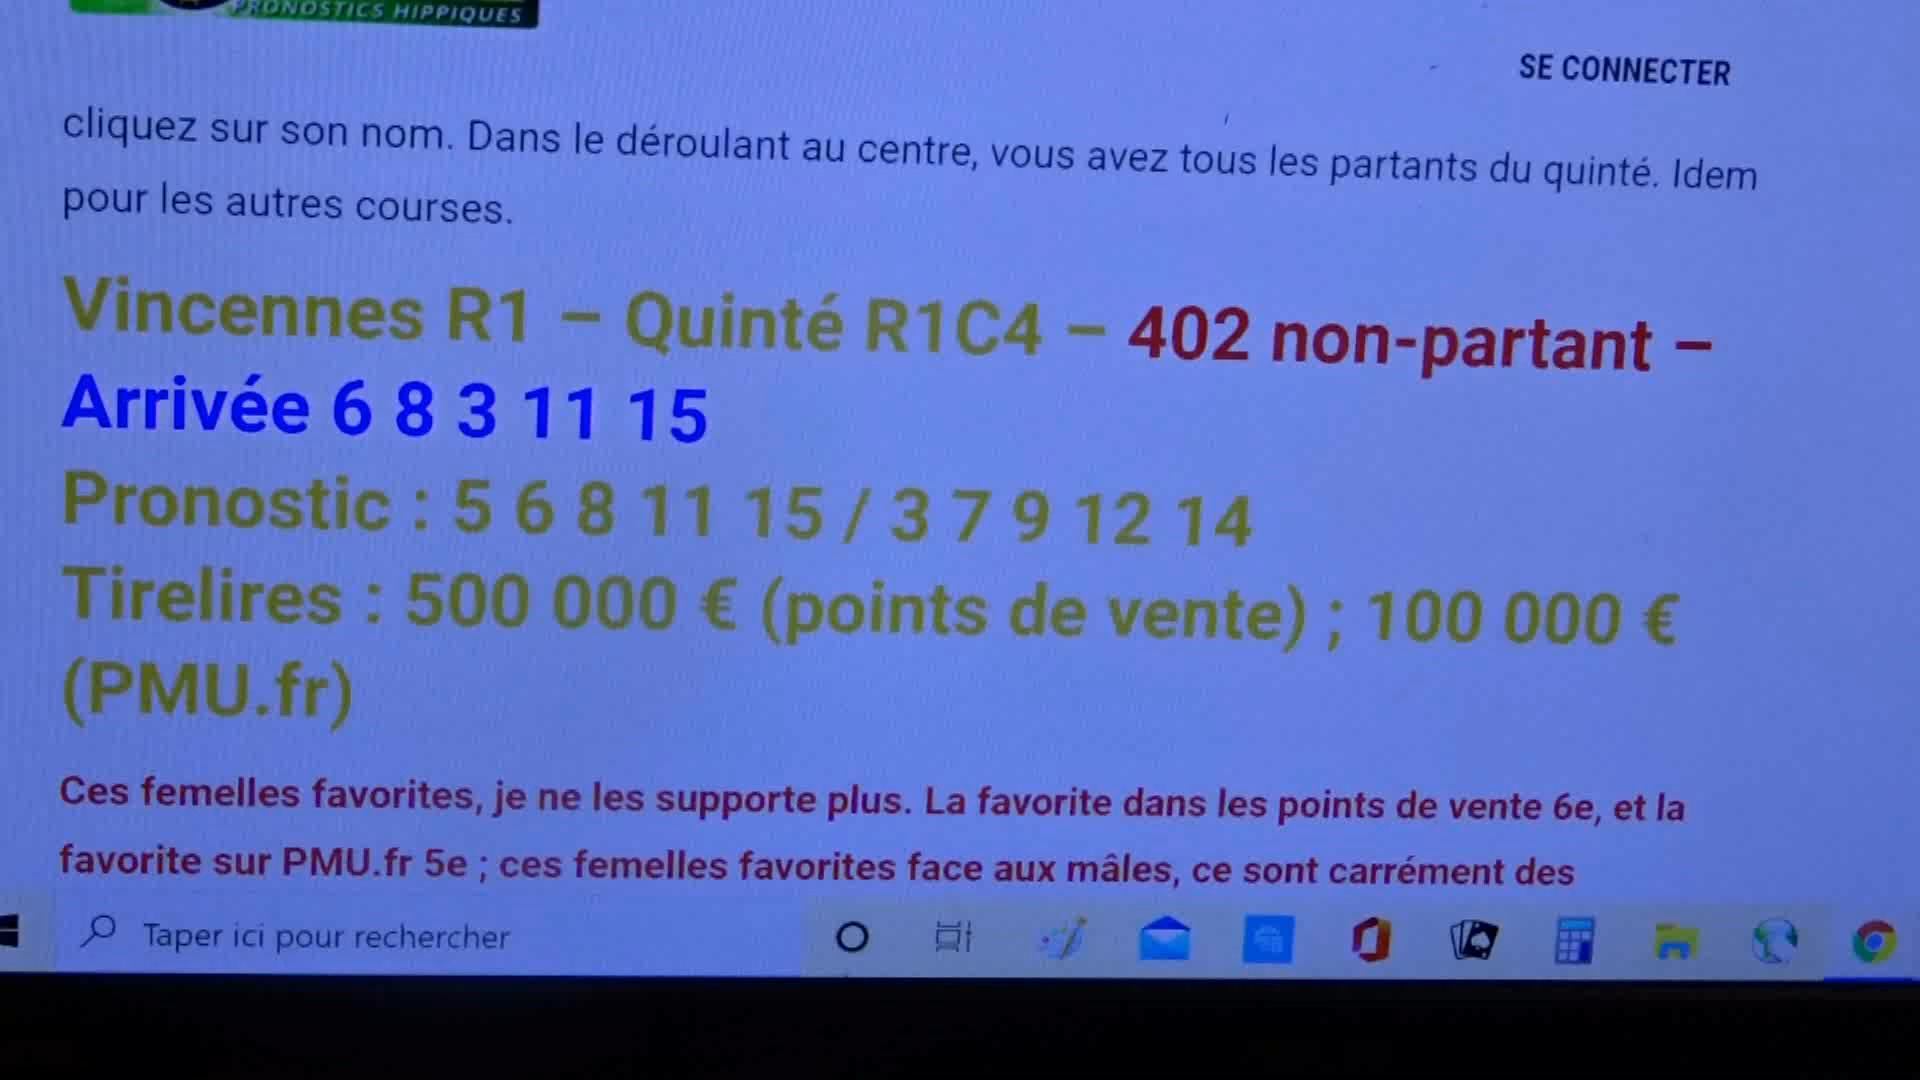 PRONOSTICS HIPPIQUES
SE CONNECTER
cliquez sur son nom. Dans le déroulant au centre, vous avez tous les partants du quinté. Idem
pour les autres courses.
Vincennes R1 – Quinté R1C4 – 402 non-partant –
Arrivée 6 8 3 11 15
Pronostic : 5 6 8 11 15 / 3 7 9 12 14
Tirelires : 500 000 € (points de vente) ; 100 000 €
(PMU.fr)
Ces femelles favorites, je ne les supporte plus. La favorite dans les points de vente 6e, et la
favorite sur PMU.fr 5e ; ces femelles favorites face aux mâles, ce sont carrément des
Taper ici pour rechercher